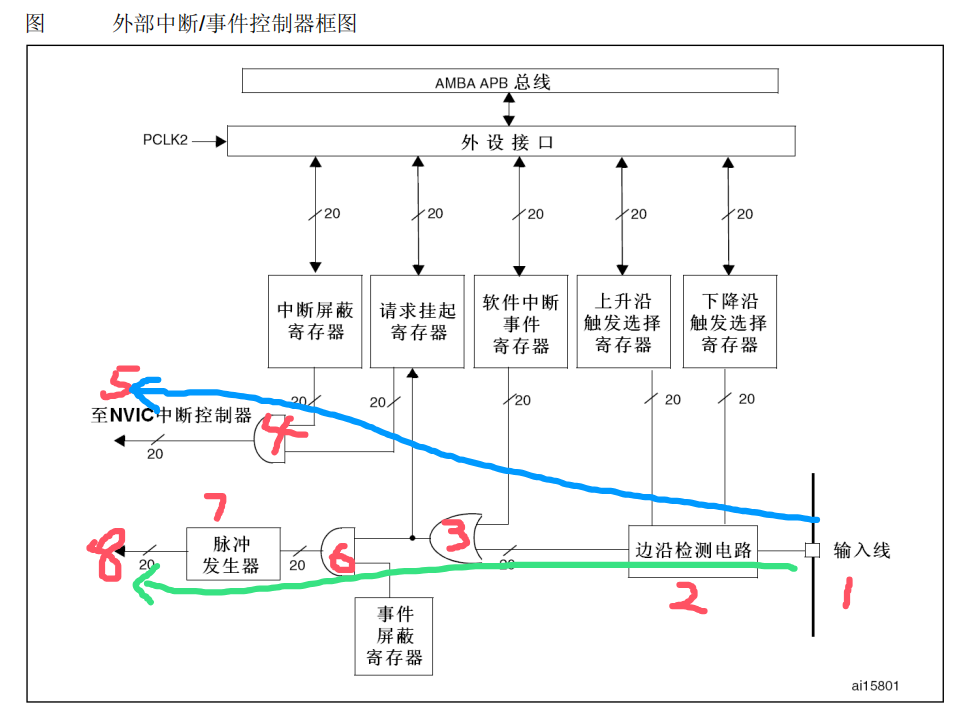 图 外部中断/事件控制器框图
AMBA APB 总线
PCLK2
外设接口
20 20 20 20 20
中断屏蔽
寄存器
请求挂起
寄存器
软件中断
事件
寄存器
上升沿
触发选择
寄存器
下降沿
触发选择
寄存器
5
20 20 20 20 20
至NVIC中断控制器
4
20
7
3
8
20
脉冲
发生器
20
6
20
边沿检测电路
输入线
2
1
事件
屏蔽
寄存器
ai15801